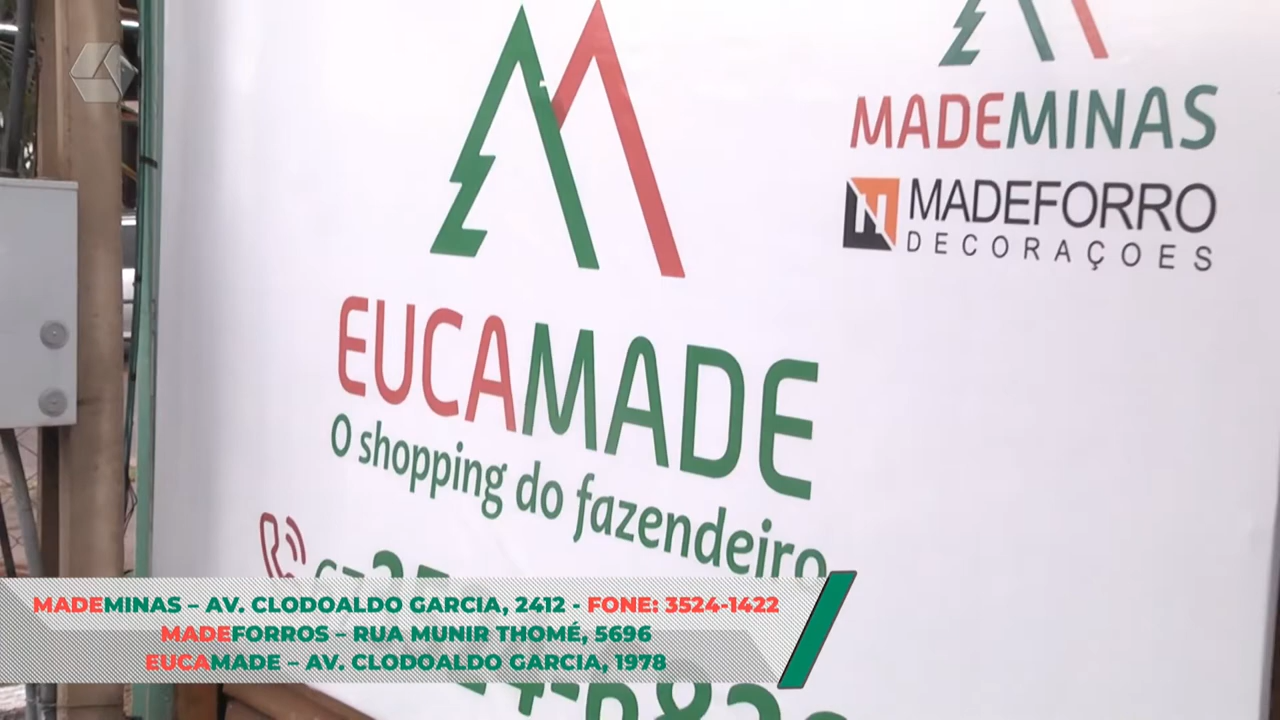 MADEMINAS
MADEFORRO
DECORAÇOES
EUCAMADE
O shopping do fazendeiro
MADEMINAS – AV. CLODOALDO GARCIA, 2412 - FONE: 3524-1422
MADEFORROS – RUA MUNIR THOMÉ, 5696
EUCAMADE – AV. CLODOALDO GARCIA, 1978